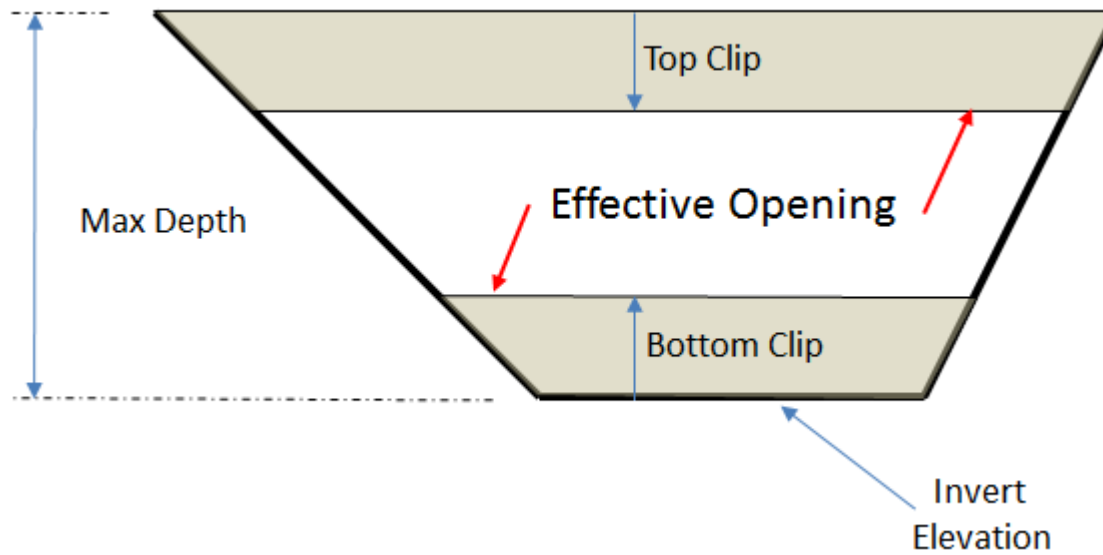 Top Clip
Max Depth
Effective Opening
Bottom Clip
Invert
Elevation